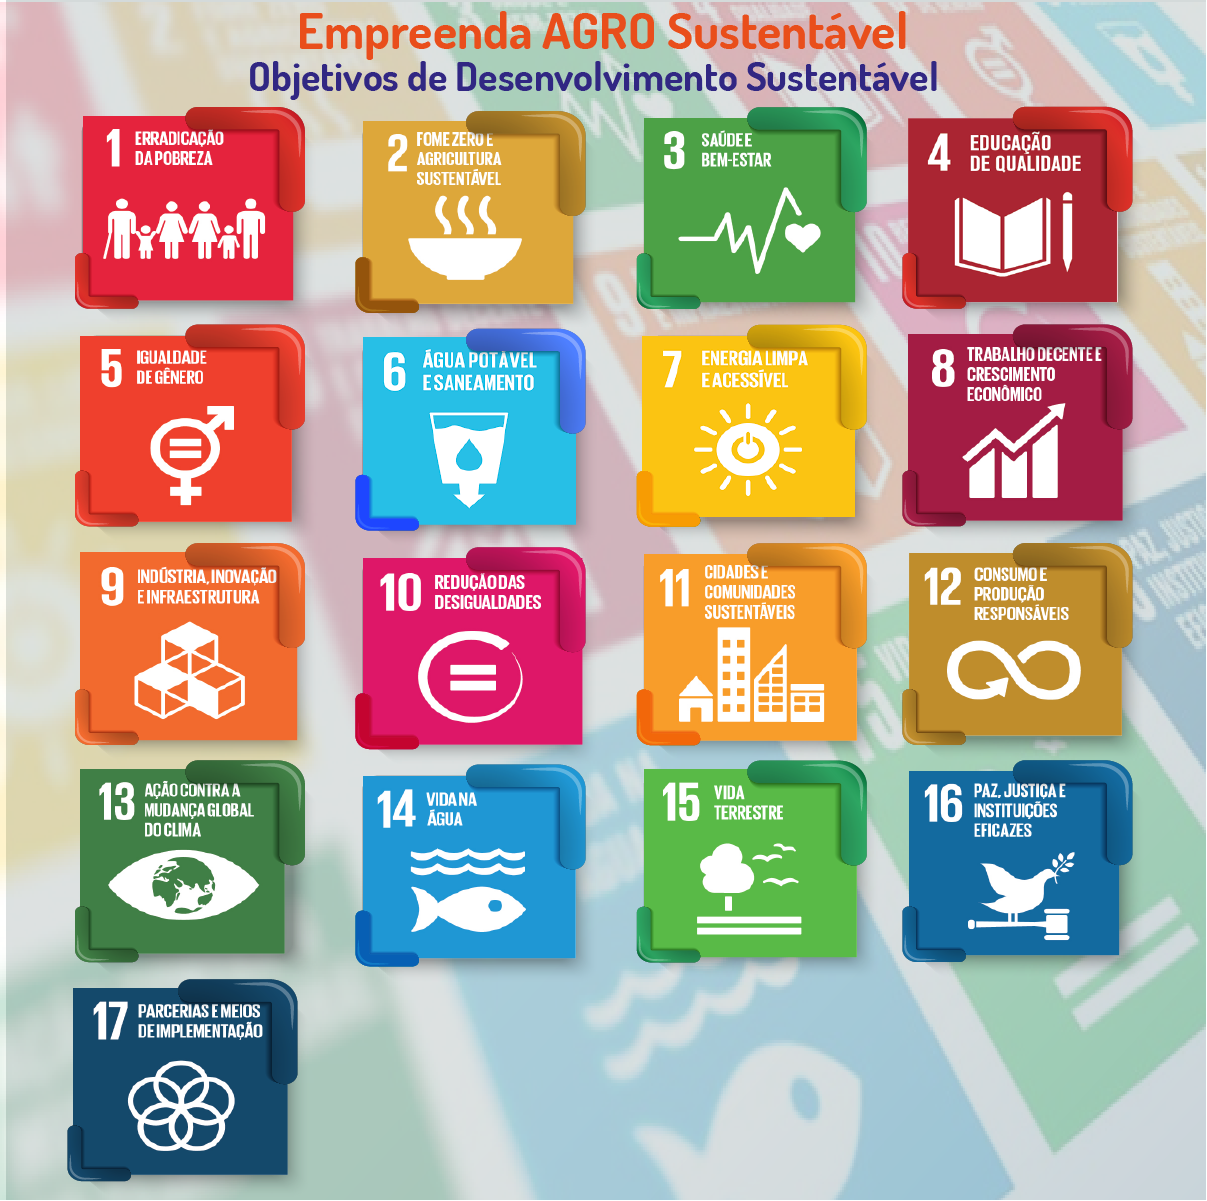 Empreenda AGRO Sustentável
Objetivos de Desenvolvimento Sustentável
1 ERRADICAÇÃO
DA POBREZA
2 FOME ZERO E
AGRICULTURA
SUSTENTÁVEL
3 SAÚDE E
BEM-ESTAR
4 EDUCAÇÃO
DE QUALIDADE
5 IGUALDADE
DE GÊNERO
6 ÁGUA POTÁVEL
E SANEAMENTO
7 ENERGIA LIMPA
E ACESSÍVEL
8 TRABALHO DECENTE E
CRESCIMENTO
ECONÔMICO
9 INDÚSTRIA, INOVAÇÃO
E INFRAESTRUTURA
10 REDUÇÃO DAS
DESIGUALDADES
11 CIDADES E
COMUNIDADES
SUSTENTÁVEIS
12 CONSUMO E
PRODUÇÃO
RESPONSÁVEIS
13 AÇÃO CONTRA A
MUDANÇA GLOBAL
DO CLIMA
14 VIDA NA
ÁGUA
15 VIDA
TERRESTRE
16 PAZ, JUSTIÇA E
INSTITUIÇÕES
EFICAZES
17 PARCERIAS E MEIOS
DE IMPLEMENTAÇÃO